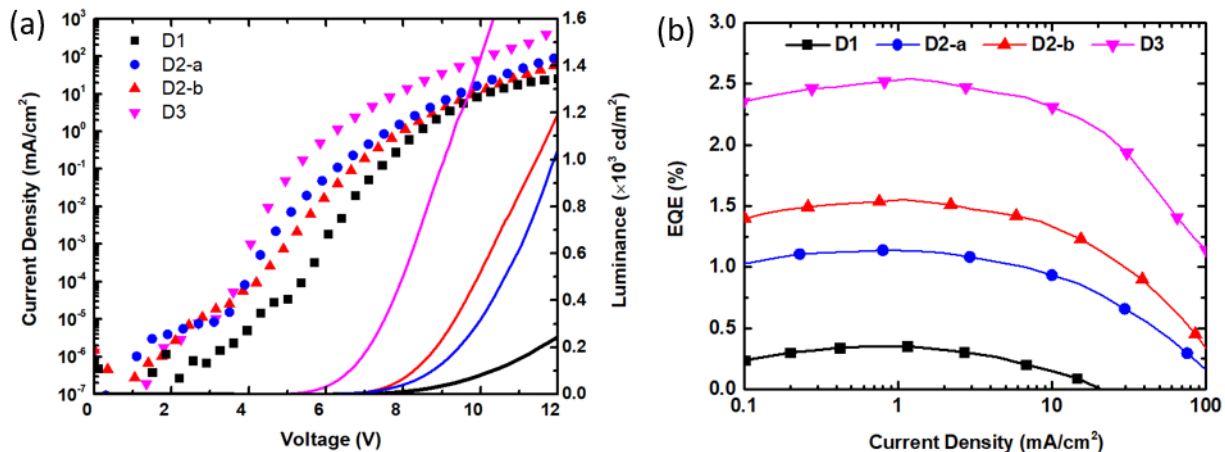 (a)
Current Density (mA/cm²)
10³
10²
10¹
10⁰
10⁻¹
10⁻²
10⁻³
10⁻⁴
10⁻⁵
10⁻⁶
10⁻⁷
D1
D2-a
D2-b
D3
0 2 4 6 8 10 12
Voltage (V)
1.6
1.4
1.2
1.0
0.8
0.6
0.4
0.2
0.0
Luminance (×10³ cd/m²)
(b)
EQE (%)
3.0
2.5
2.0
1.5
1.0
0.5
0.0
D1 D2-a D2-b D3
0.1 1 10 100
Current Density (mA/cm²)